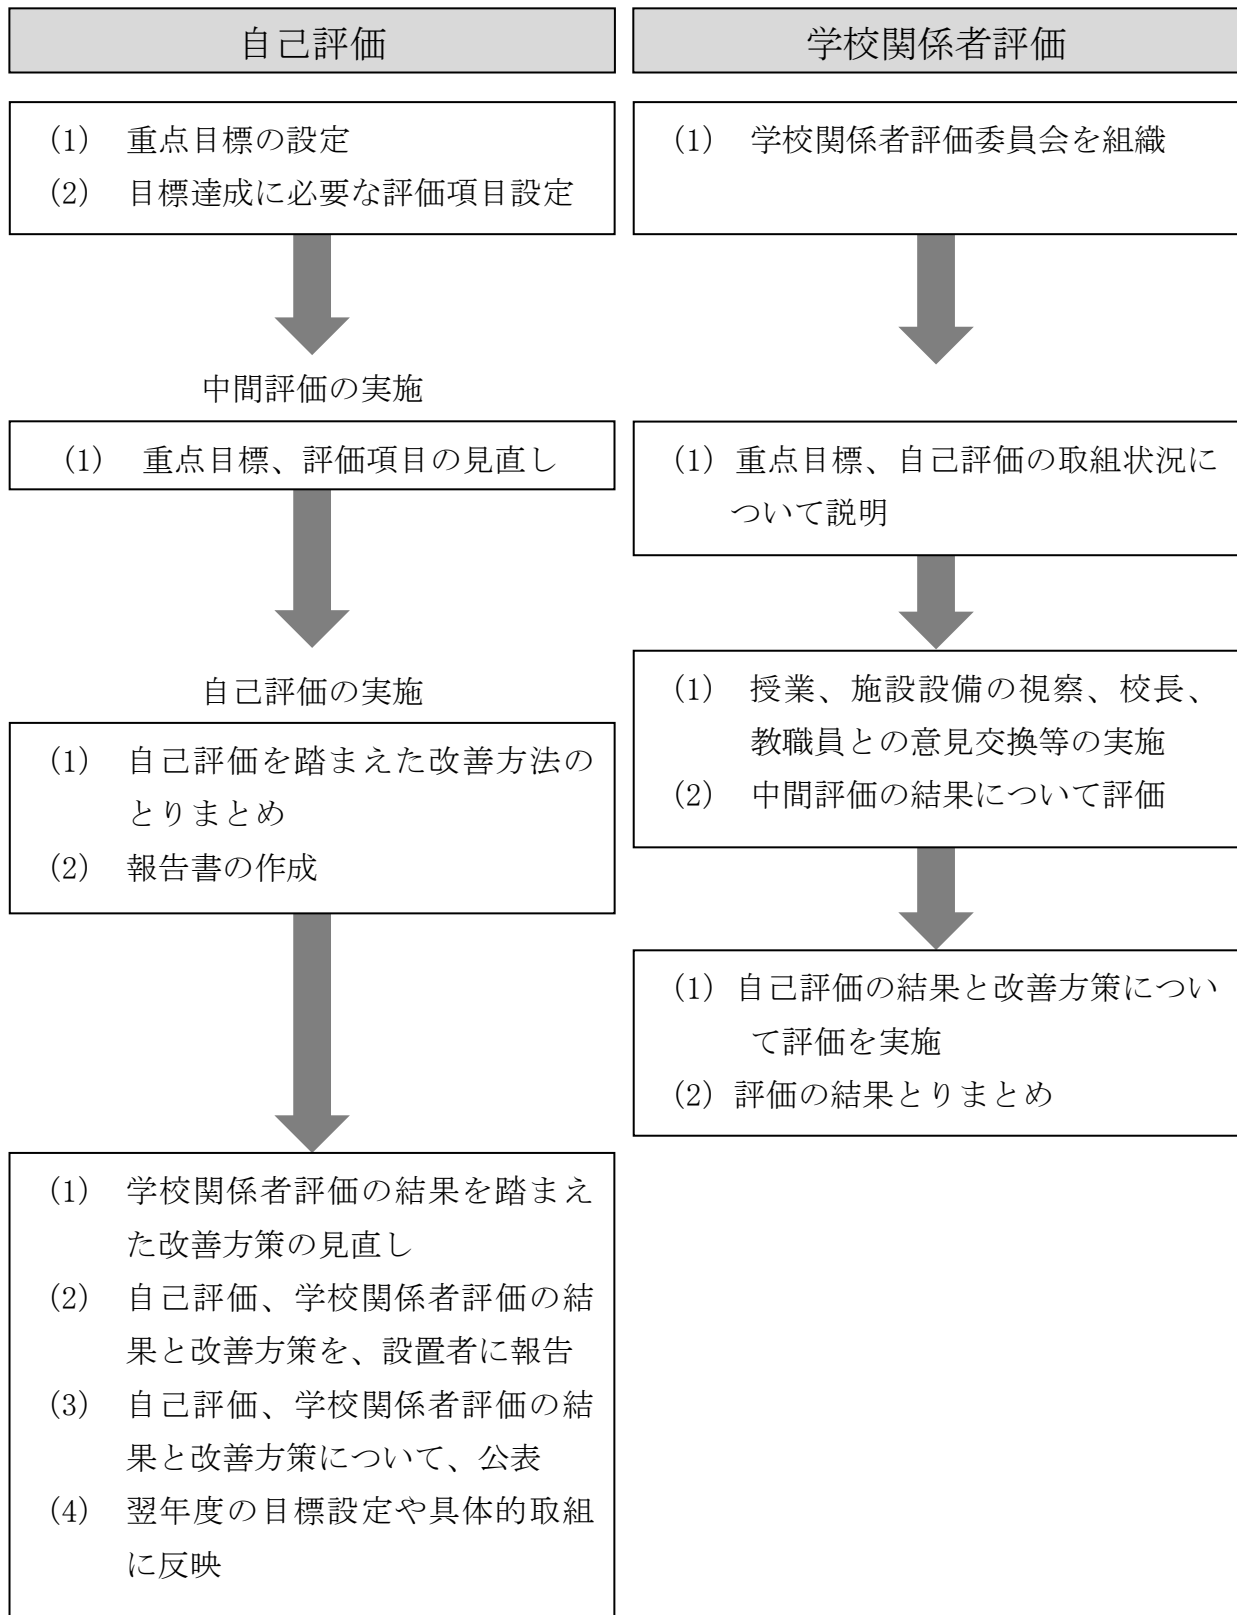 自己評価
(1) 重点目標の設定
(2) 目標達成に必要な評価項目設定
中間評価の実施
(1) 重点目標、評価項目の見直し
自己評価の実施
(1) 自己評価を踏まえた改善方法の
とりまとめ
(2) 報告書の作成
(1) 学校関係者評価の結果を踏まえ
た改善方策の見直し
(2) 自己評価、学校関係者評価の結
果と改善方策を、設置者に報告
(3) 自己評価、学校関係者評価の結
果と改善方策について、公表
(4) 翌年度の目標設定や具体的取組
に反映
学校関係者評価
(1) 学校関係者評価委員会を組織
(1) 重点目標、自己評価の取組状況に
ついて説明
(1) 授業、施設設備の視察、校長、
教職員との意見交換等の実施
(2) 中間評価の結果について評価
(1) 自己評価の結果と改善方策につい
て評価を実施
(2) 評価の結果とりまとめ